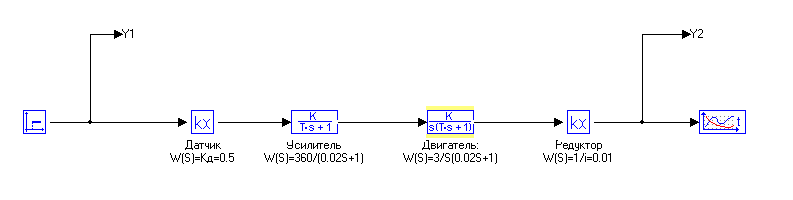 Y1
Y2
kx
K
T·s + 1
K
s(T·s + 1)
kx
t
Датчик
W(S)=Kд=0.5
Усилитель
W(S)=360/(0.02S+1)
Двигатель:
W(S)=3/S(0.02S+1)
Редуктор
W(S)=1/i=0.01